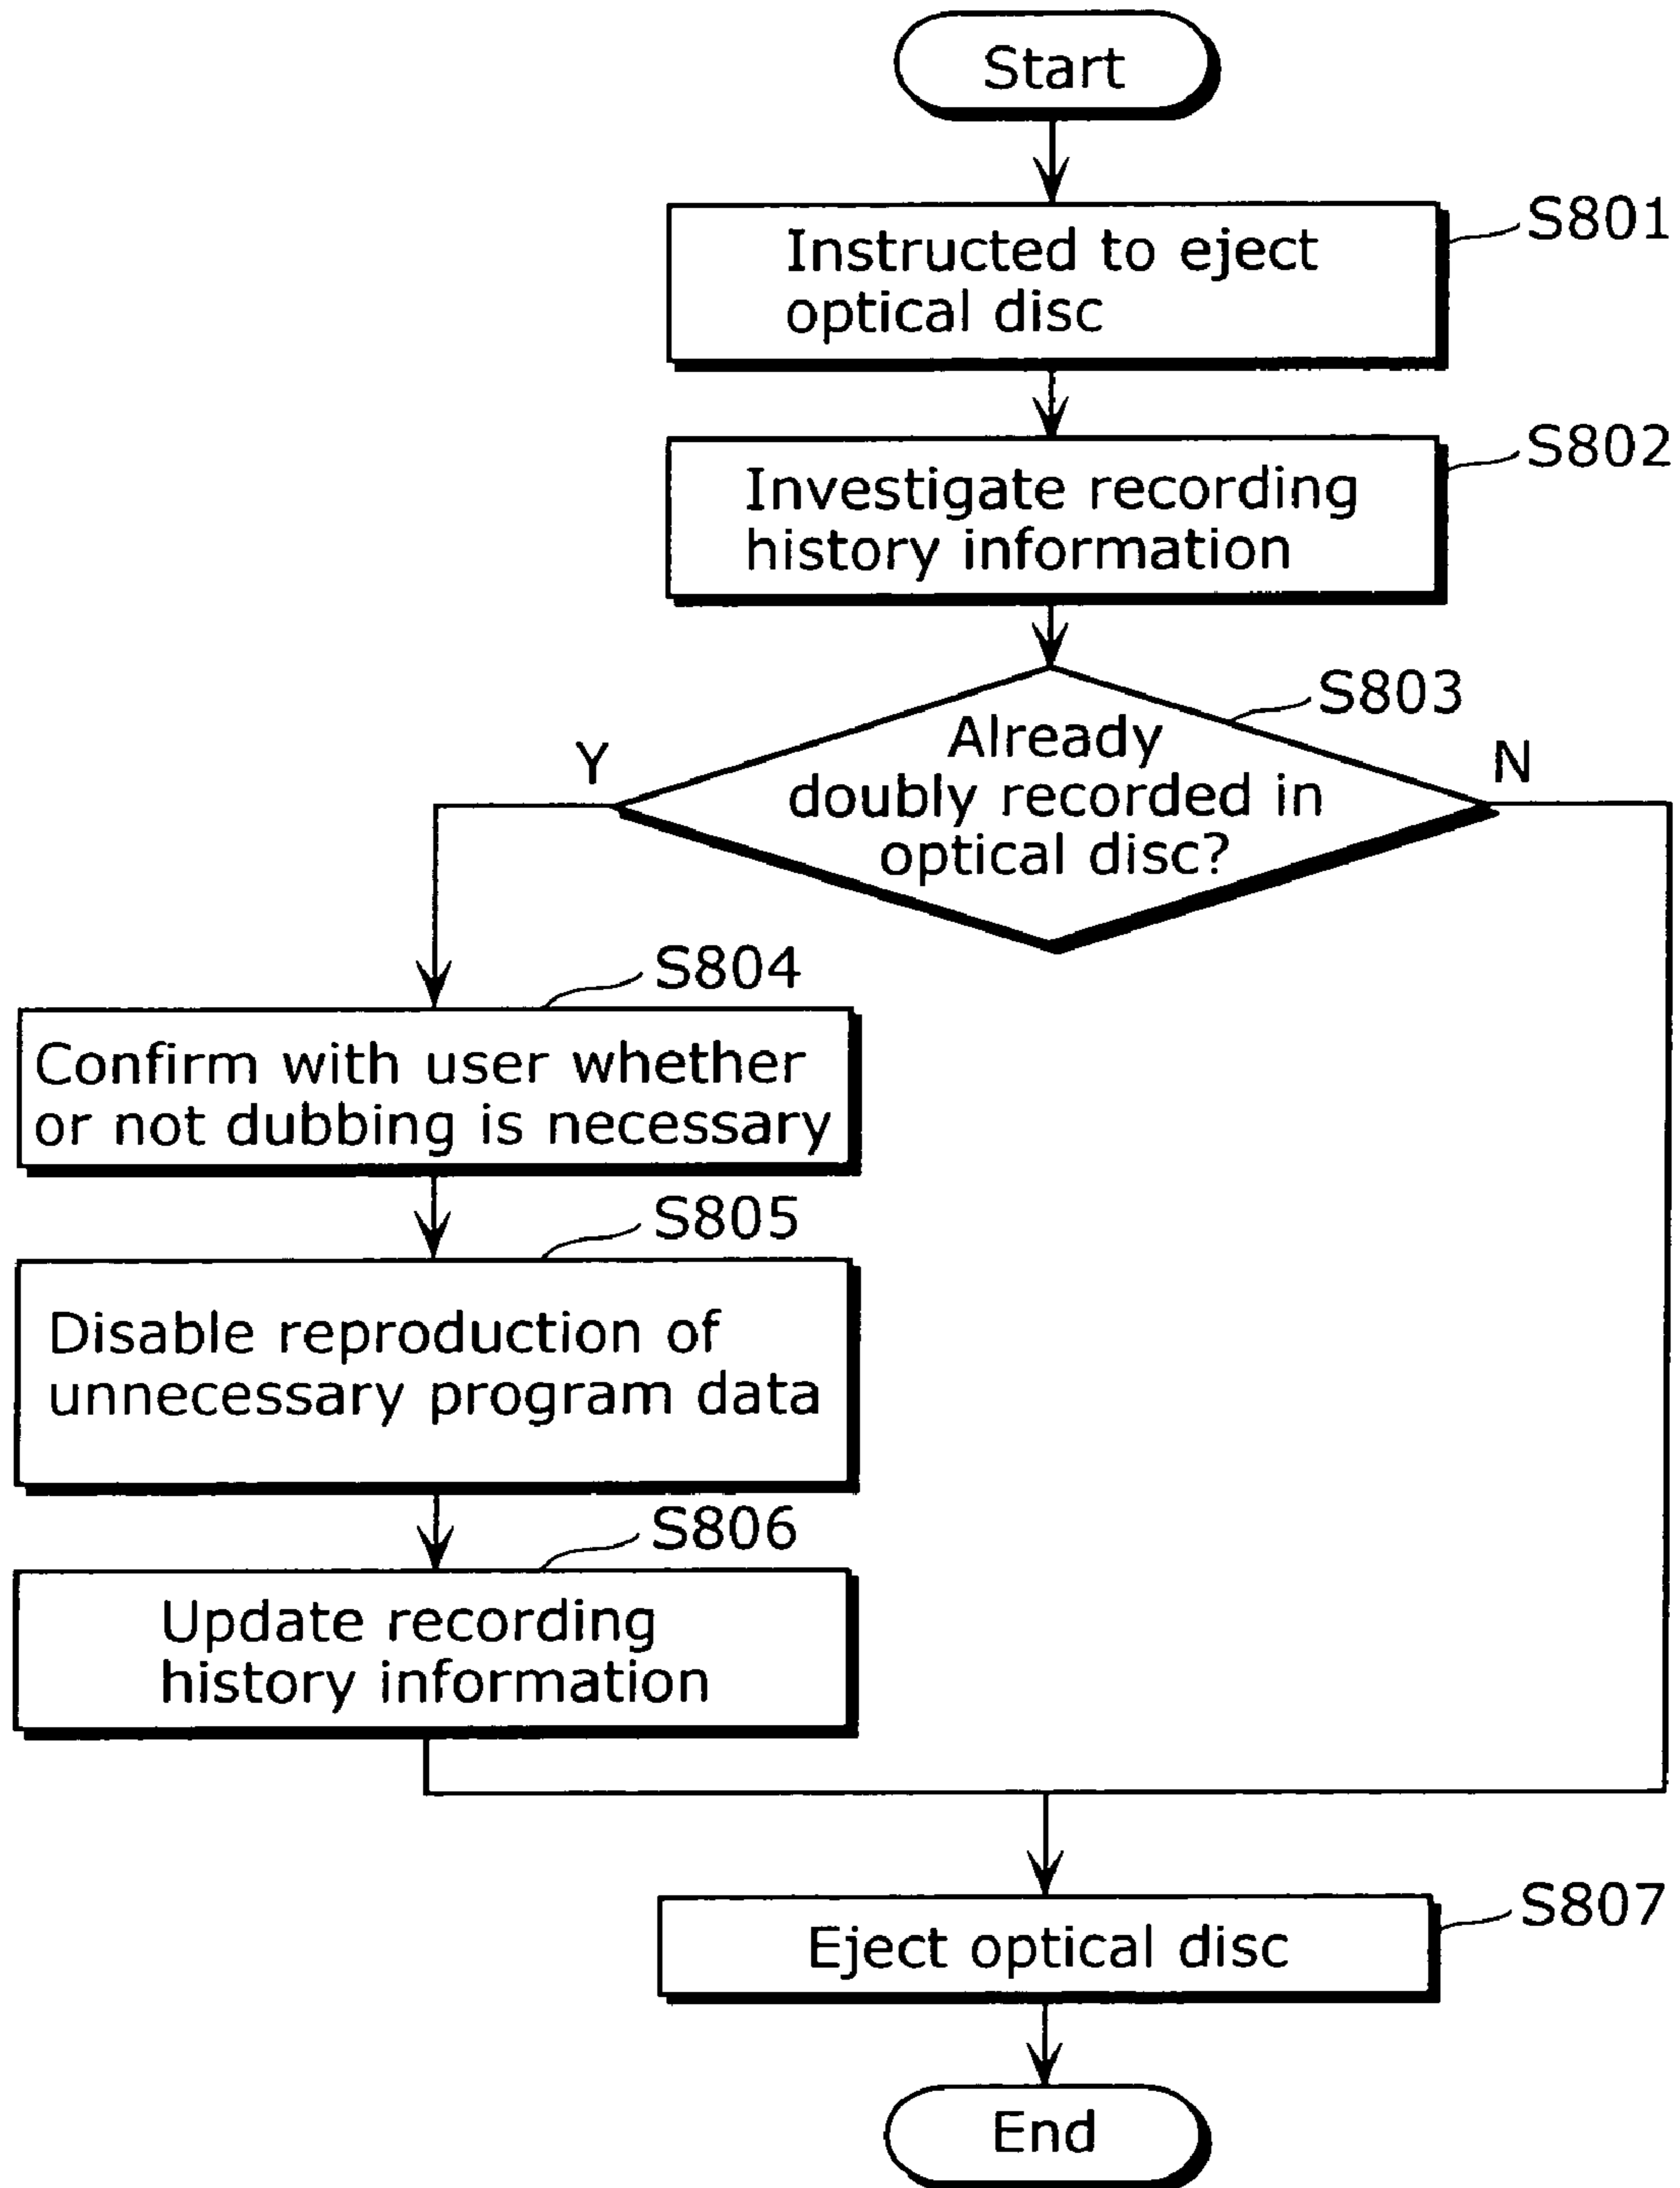 Start
S801
Instructed to eject
optical disc
S802
Investigate recording
history information
S803
Already
doubly recorded in
optical disc?
Y
N
S804
Confirm with user whether
or not dubbing is necessary
S805
Disable reproduction of
unnecessary program data
S806
Update recording
history information
S807
Eject optical disc
End